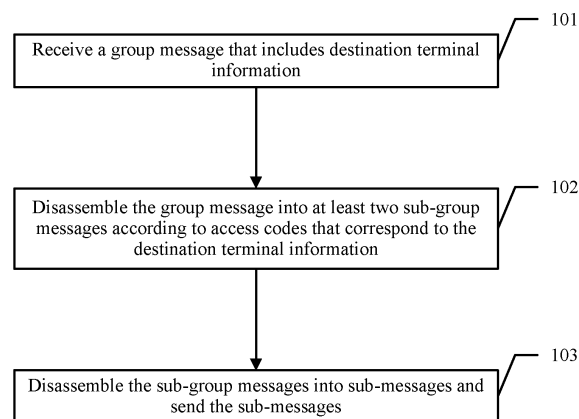 101
Receive a group message that includes destination terminal
information
102
Disassemble the group message into at least two sub-group
messages according to access codes that correspond to the
destination terminal information
103
Disassemble the sub-group messages into sub-messages and
send the sub-messages